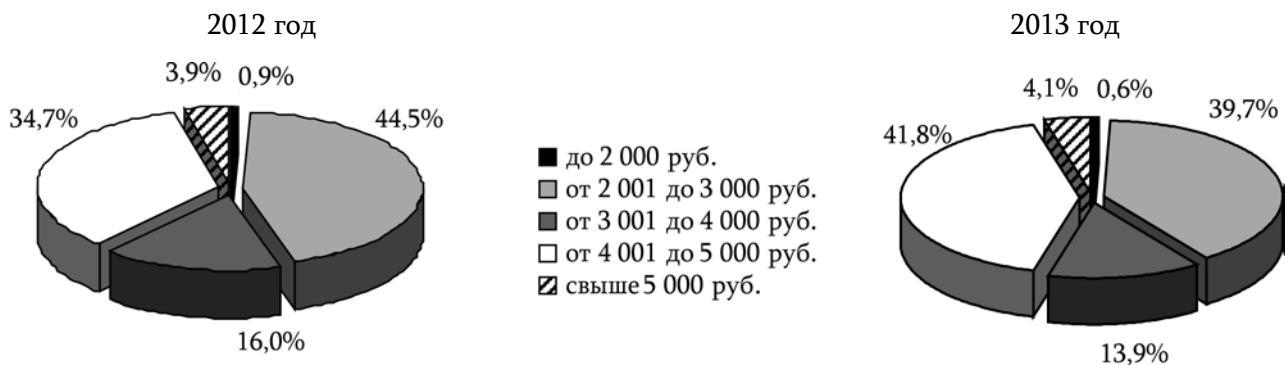 2012 год
3,9%
0,9%
34,7%
44,5%
16,0%
до 2 000 руб.
от 2 001 до 3 000 руб.
от 3 001 до 4 000 руб.
от 4 001 до 5 000 руб.
свыше 5 000 руб.
2013 год
4,1%
0,6%
41,8%
39,7%
13,9%